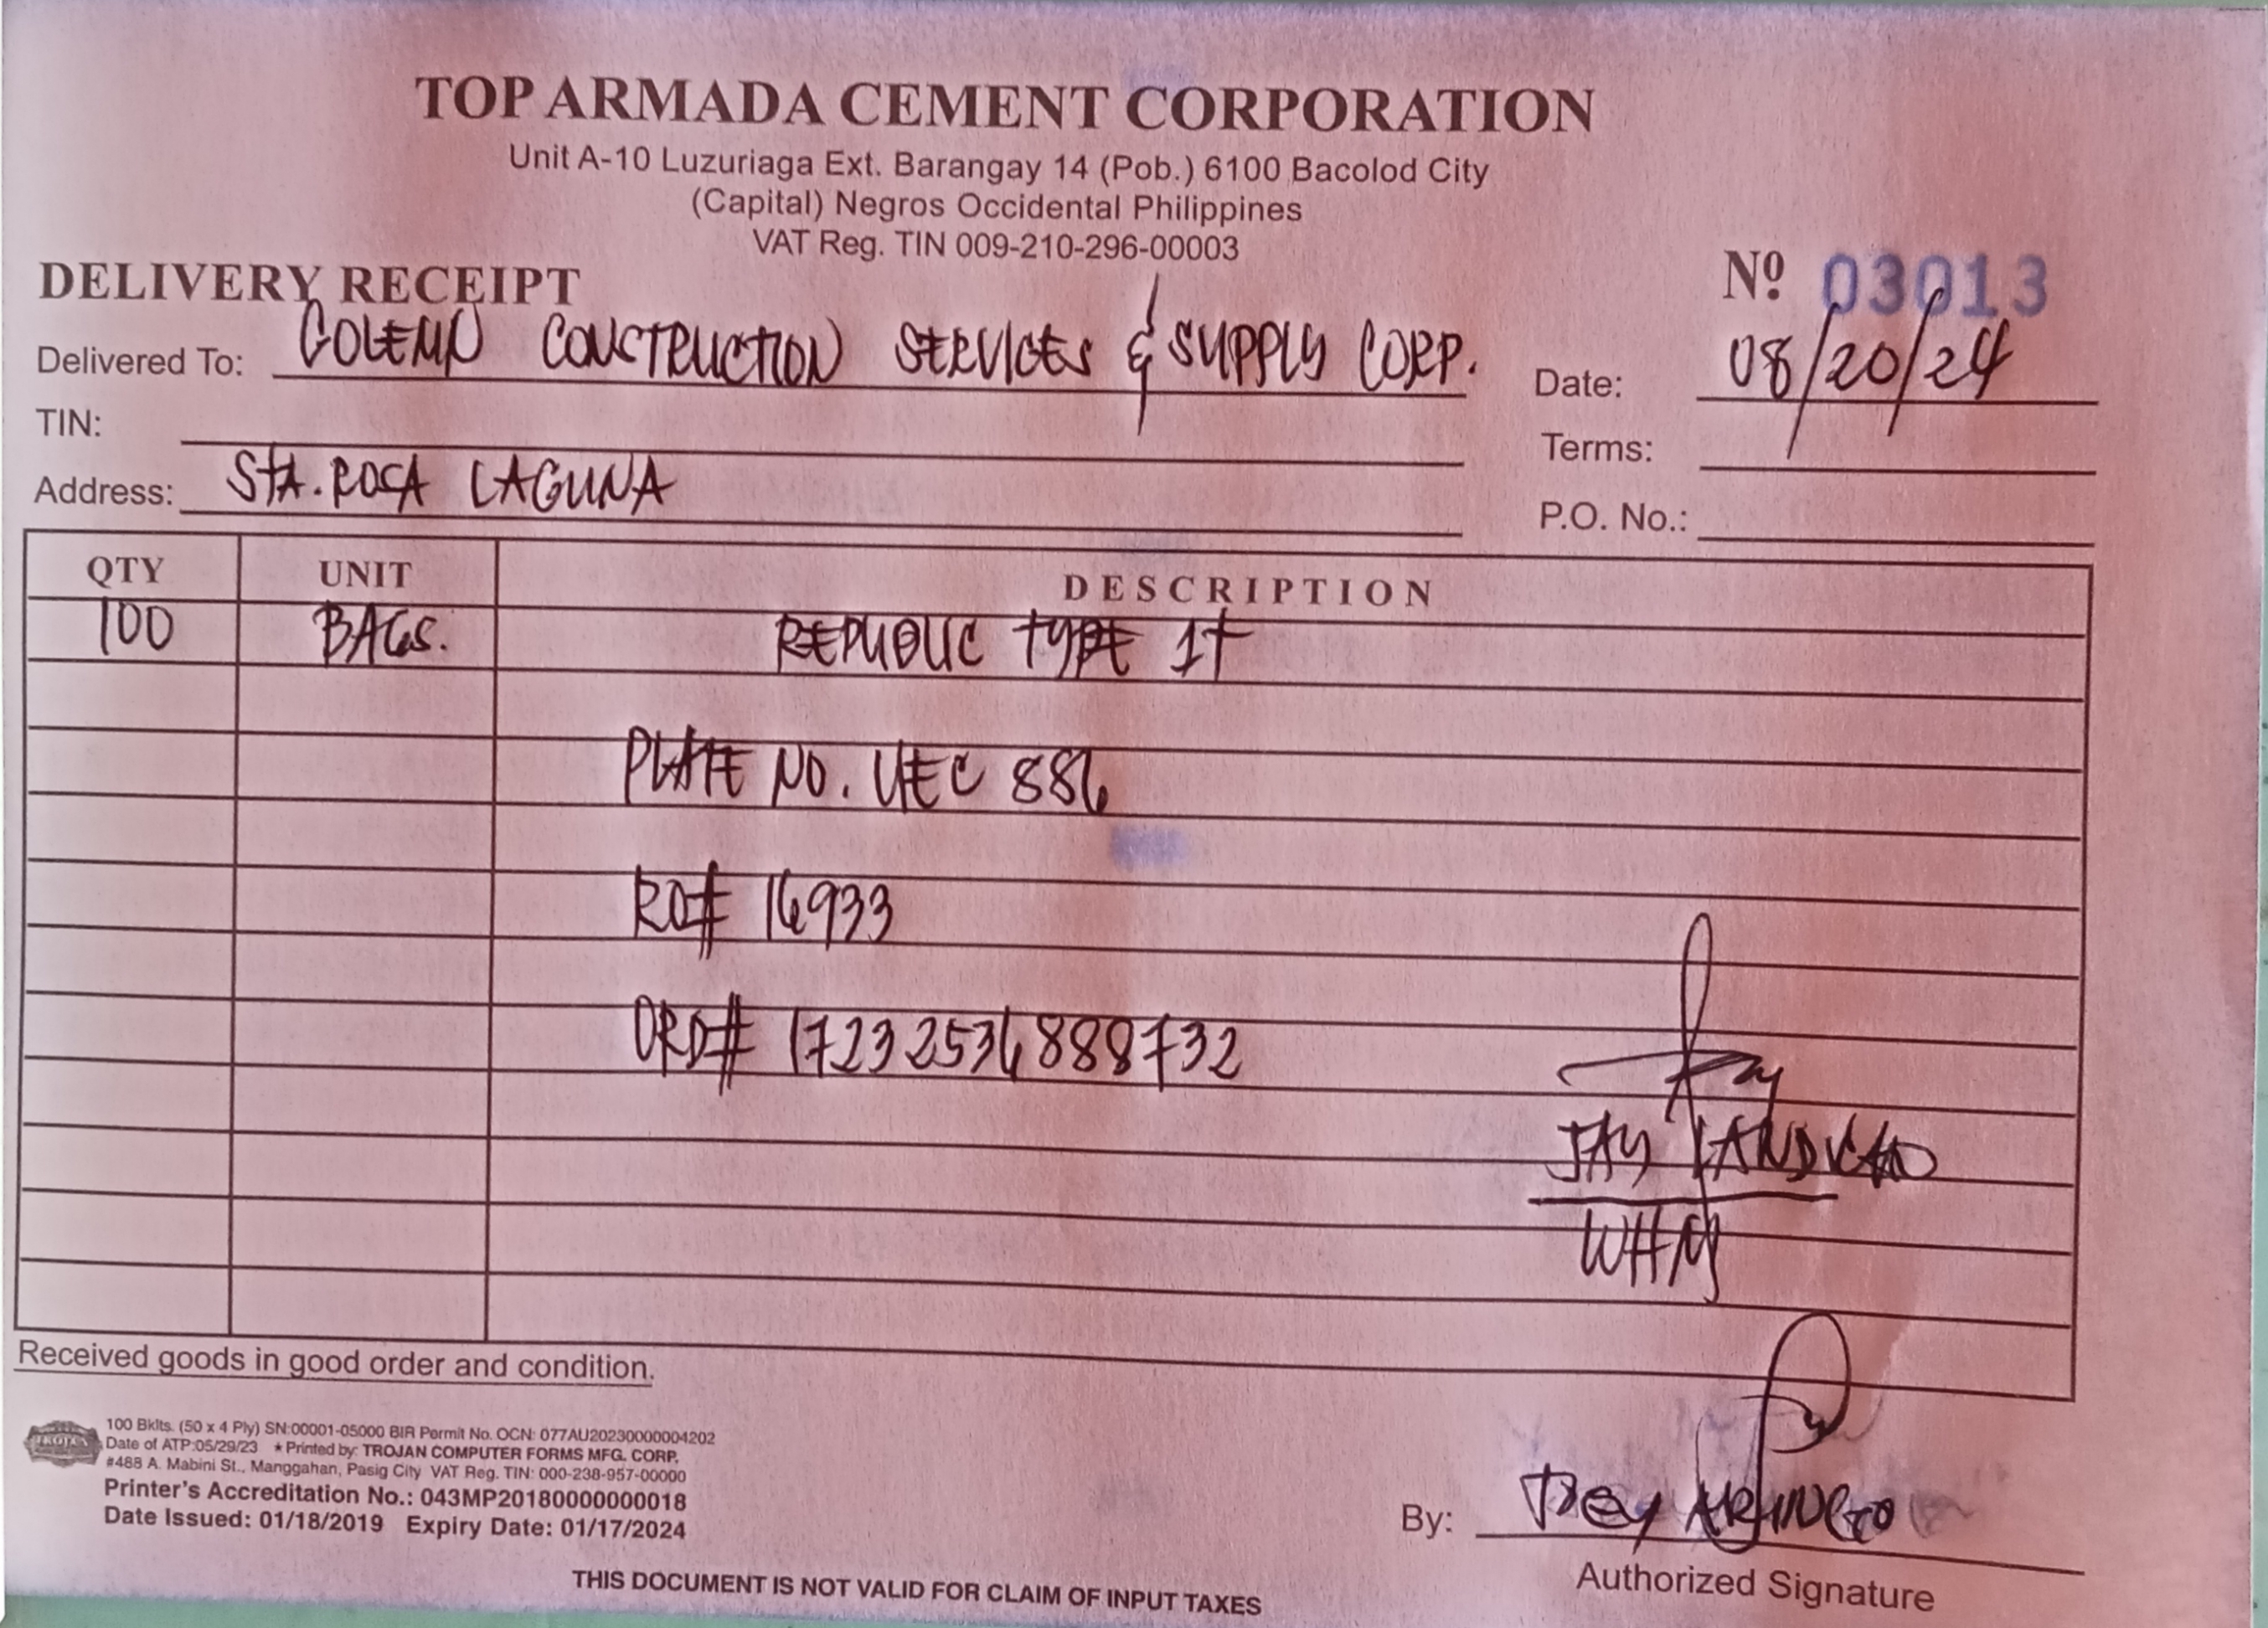 TOP ARMADA CEMENT CORPORATION
Unit A-10 Luzuriaga Ext. Barangay 14 (Pob.) 6100 Bacolod City
(Capital) Negros Occidental Philippines
VAT Reg. TIN 009-210-296-00003
DELIVERY RECEIPT
Nº 03013
Delivered To: GOLEMN CONSTRUCTION SERVICES & SUPPLY CORP.
Date: 08/20/24
TIN:
Terms:
Address: STA. ROSA LAGUNA
P.O. No.:
QTY UNIT DESCRIPTION
100 BAGS. REPUBLIC TYPE 1T
PLATE NO. UEC 886
RO# 16933
ORD# 17232536888732
JAY LANDICHO
WHM
Received goods in good order and condition.
TROJAN
100 Bklts. (50 x 4 Ply) SN:00001-05000 BIR Permit No. OCN: 077AU20230000004202
Date of ATP:05/29/23 ★ Printed by: TROJAN COMPUTER FORMS MFG. CORP.
#488 A. Mabini St., Manggahan, Pasig City VAT Reg. TIN: 000-238-957-00000
Printer's Accreditation No.: 043MP20180000000018
Date Issued: 01/18/2019 Expiry Date: 01/17/2024
By:
Authorized Signature
THIS DOCUMENT IS NOT VALID FOR CLAIM OF INPUT TAXES